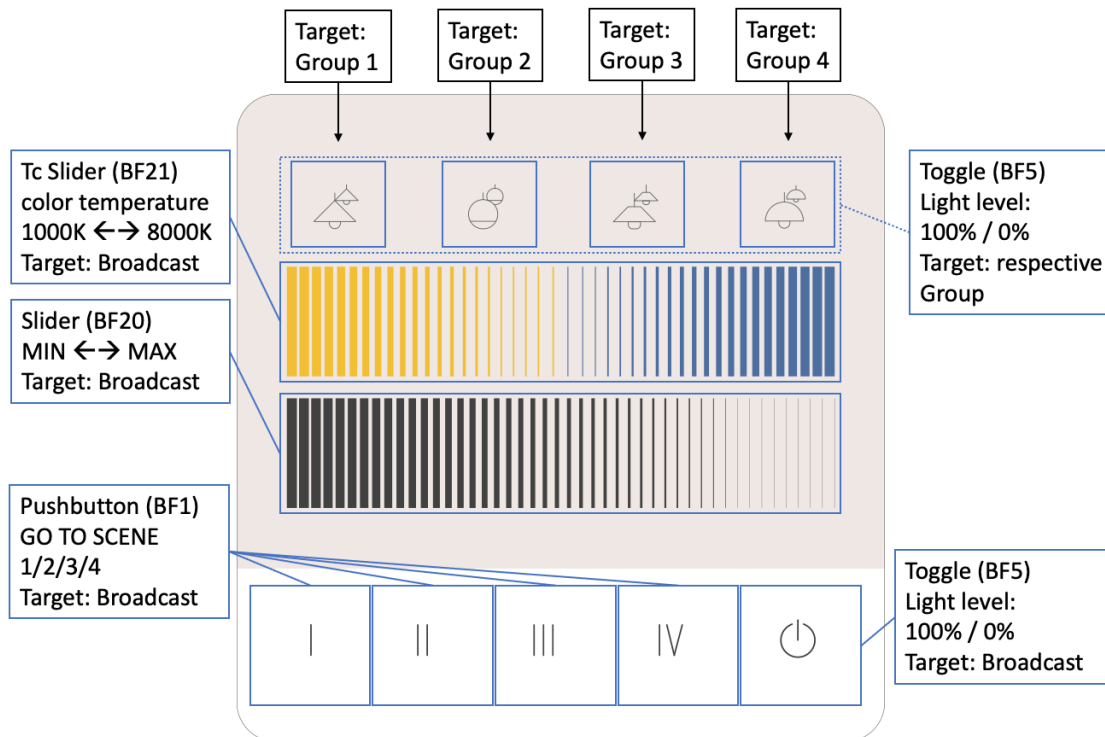 Target:
Group 1
Target:
Group 2
Target:
Group 3
Target:
Group 4
Tc Slider (BF21)
color temperature
1000K ←→ 8000K
Target: Broadcast
Slider (BF20)
MIN ←→ MAX
Target: Broadcast
Pushbutton (BF1)
GO TO SCENE
1/2/3/4
Target: Broadcast
Toggle (BF5)
Light level:
100% / 0%
Target: respective
Group
I II III IV
Toggle (BF5)
Light level:
100% / 0%
Target: Broadcast